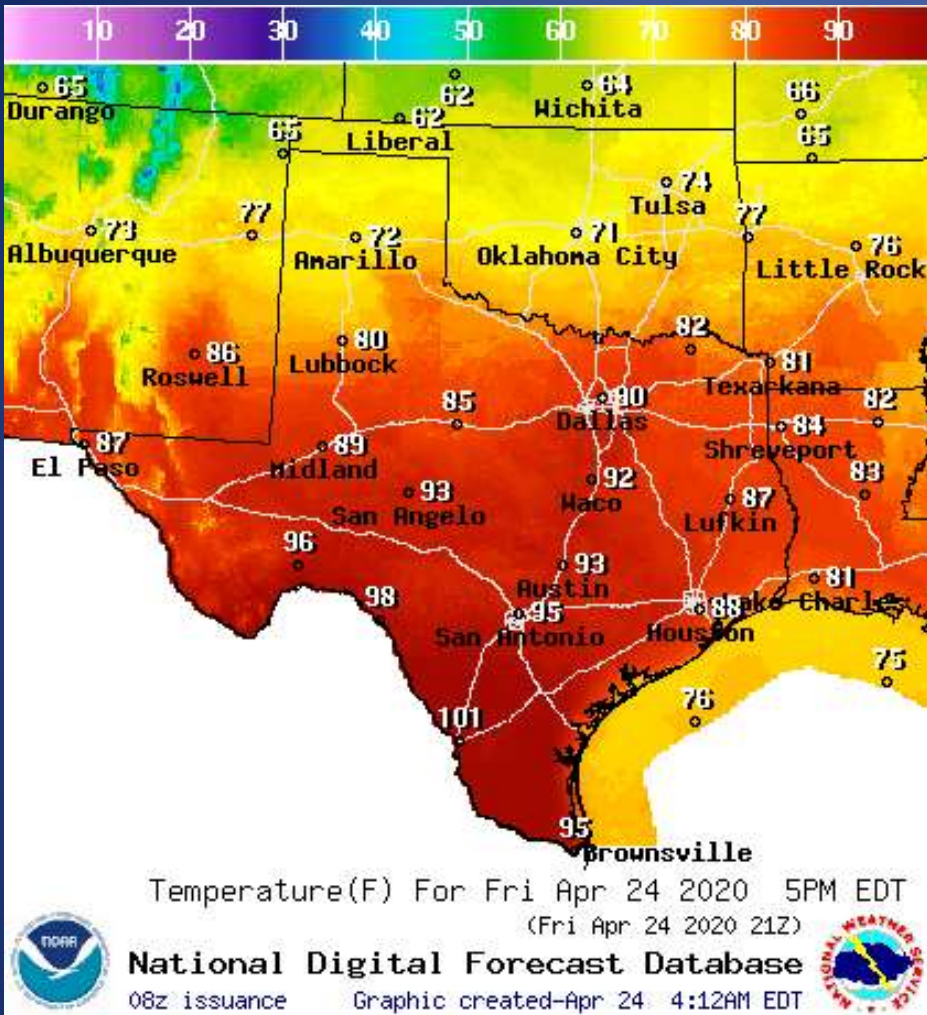 10 20 30 40 50 60 70 80 90
65
Durango
62
62
Liberal
64
Wichita
66
65
65
74
Tulsa
73
Albuquerque
77
72
Amarillo
71
Oklahoma City
77
76
Little Rock
86
Roswell
80
Lubbock
82
81
Texarkana
85
90
Dallas
82
84
Shreveport
87
El Paso
89
Midland
93
San Angelo
92
Waco
87
Lufkin
83
96
93
Austin
81
Lake Charles
98
95
San Antonio
88
Houston
75
76
101
95
Brownsville
Temperature(F) For Fri Apr 24 2020 5PM EDT
(Fri Apr 24 2020 21Z)
NOAA
National Digital Forecast Database
NATIONAL WEATHER SERVICE
08z issuance Graphic created-Apr 24 4:12AM EDT